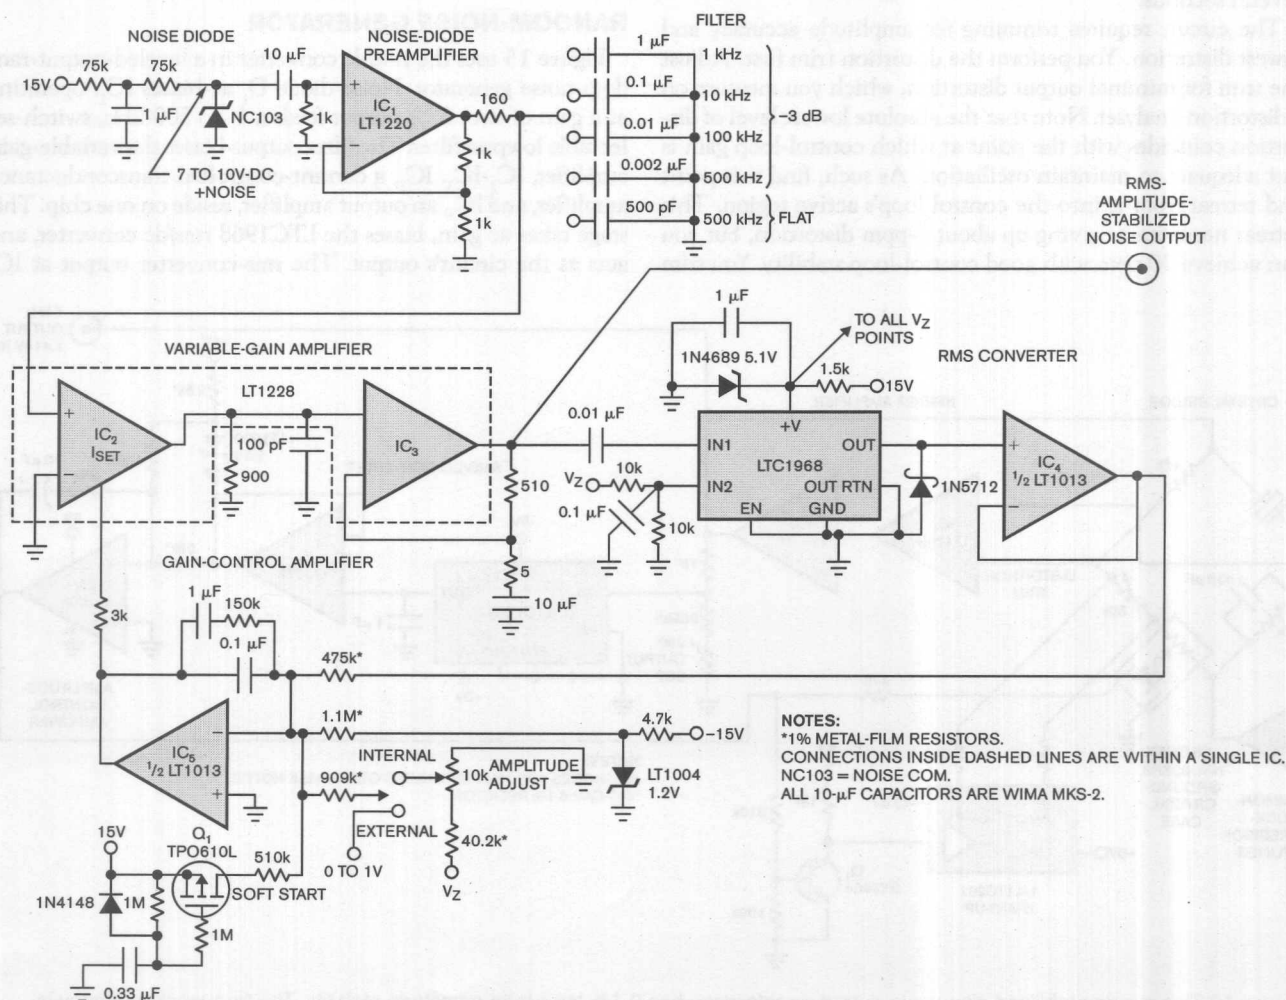 FILTER
NOISE DIODE
NOISE-DIODE
PREAMPLIFIER
15V
75k
75k
10 µF
1 µF
NC103
1k
IC1
LT1220
160
1k
1k
7 TO 10V-DC
+NOISE
1 µF
1 kHz
0.1 µF
10 kHz
0.01 µF
100 kHz
0.002 µF
500 kHz
–3 dB
500 pF
500 kHz
FLAT
RMS-
AMPLITUDE-
STABILIZED
NOISE OUTPUT
VARIABLE-GAIN AMPLIFIER
LT1228
IC2
ISET
+
–
100 pF
900
IC3
510
5
10 µF
0.01 µF
1 µF
1N4689 5.1V
TO ALL VZ
POINTS
1.5k
15V
RMS CONVERTER
+V
IN1
OUT
LTC1968
IN2
OUT RTN
EN
GND
VZ
10k
0.1 µF
10k
1N5712
+
IC4
1/2 LT1013
–
GAIN-CONTROL AMPLIFIER
3k
1 µF
150k
0.1 µF
475k*
1.1M*
909k*
IC5
1/2 LT1013
–
+
INTERNAL
EXTERNAL
0 TO 1V
10k
AMPLITUDE
ADJUST
40.2k*
VZ
4.7k
–15V
LT1004
1.2V
15V
Q1
TPO610L
510k
SOFT START
1N4148
1M
1M
0.33 µF
NOTES:
*1% METAL-FILM RESISTORS.
CONNECTIONS INSIDE DASHED LINES ARE WITHIN A SINGLE IC.
NC103 = NOISE COM.
ALL 10-µF CAPACITORS ARE WIMA MKS-2.